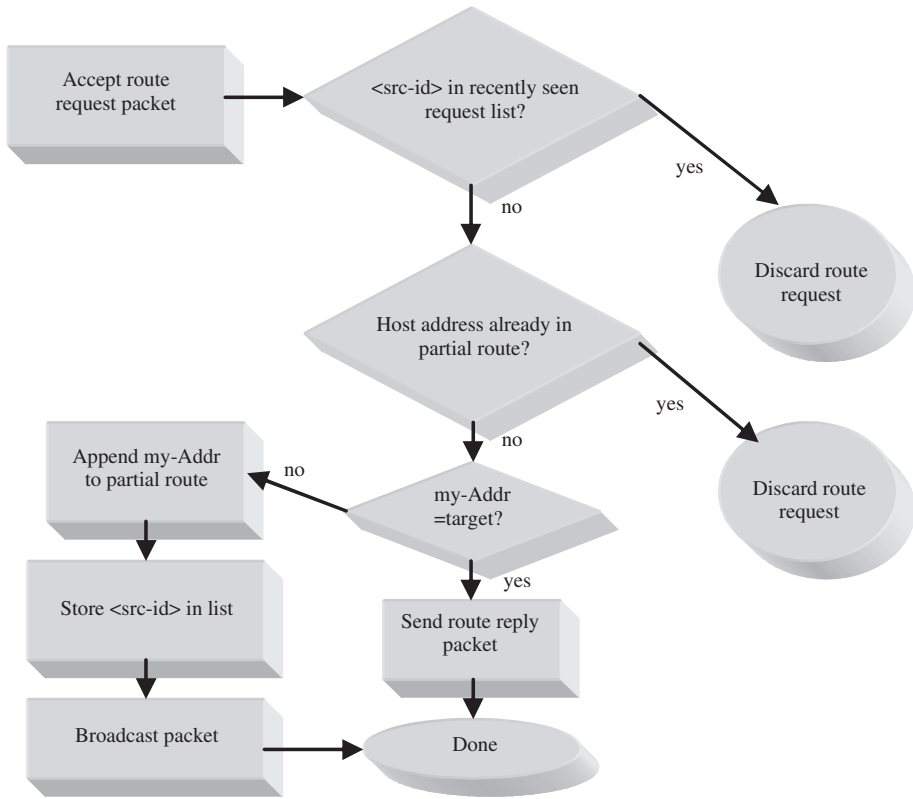 Accept route
request packet
<src-id> in recently seen
request list?
yes
no
Discard route
request
Host address already in
partial route?
yes
no
Discard route
request
Append my-Addr
to partial route
no
my-Addr
=target?
yes
Store <src-id> in list
Send route reply
packet
Broadcast packet
Done